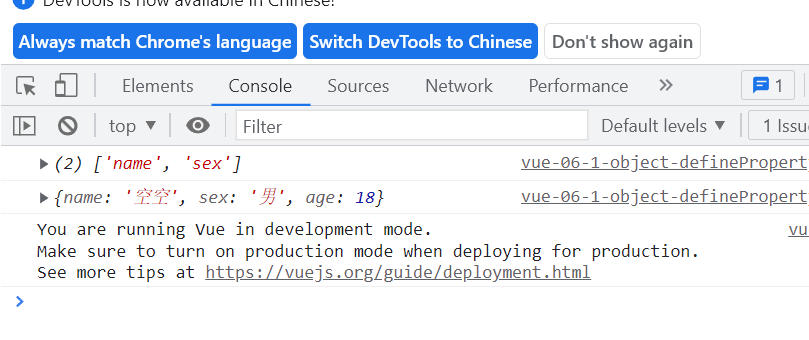 DevTools is now available in Chinese!
Always match Chrome's language Switch DevTools to Chinese Don't show again
Elements Console Sources Network Performance 1
top Filter Default levels 1 Issu
(2) ['name', 'sex'] vue-06-1-object-definePropert
{name: '空空', sex: '男', age: 18} vue-06-1-object-definePropert
You are running Vue in development mode. vu
Make sure to turn on production mode when deploying for production.
See more tips at https://vuejs.org/guide/deployment.html